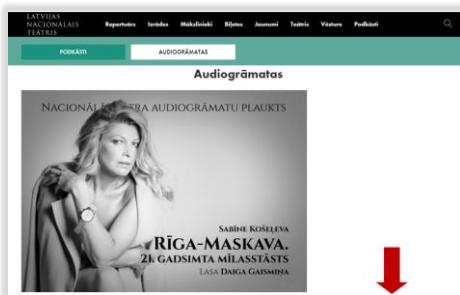 LATVIJAS
NACIONĀLAIS
TEĀTRIS
Repertuārs Izrādes Mākslinieki Biļetes Jaunumi Teātris Vēsture Podkāsti
PODKĀSTI AUDIOGRĀMATAS
Audiogrāmatas
AUDIOGRĀMATU PLAUKTS
SABĪNE KOŠEĻEVA
RĪGA-MASKAVA.
21. GADSIMTA MĪLASSTĀSTS
LASA DAIGA GAISMIŅA